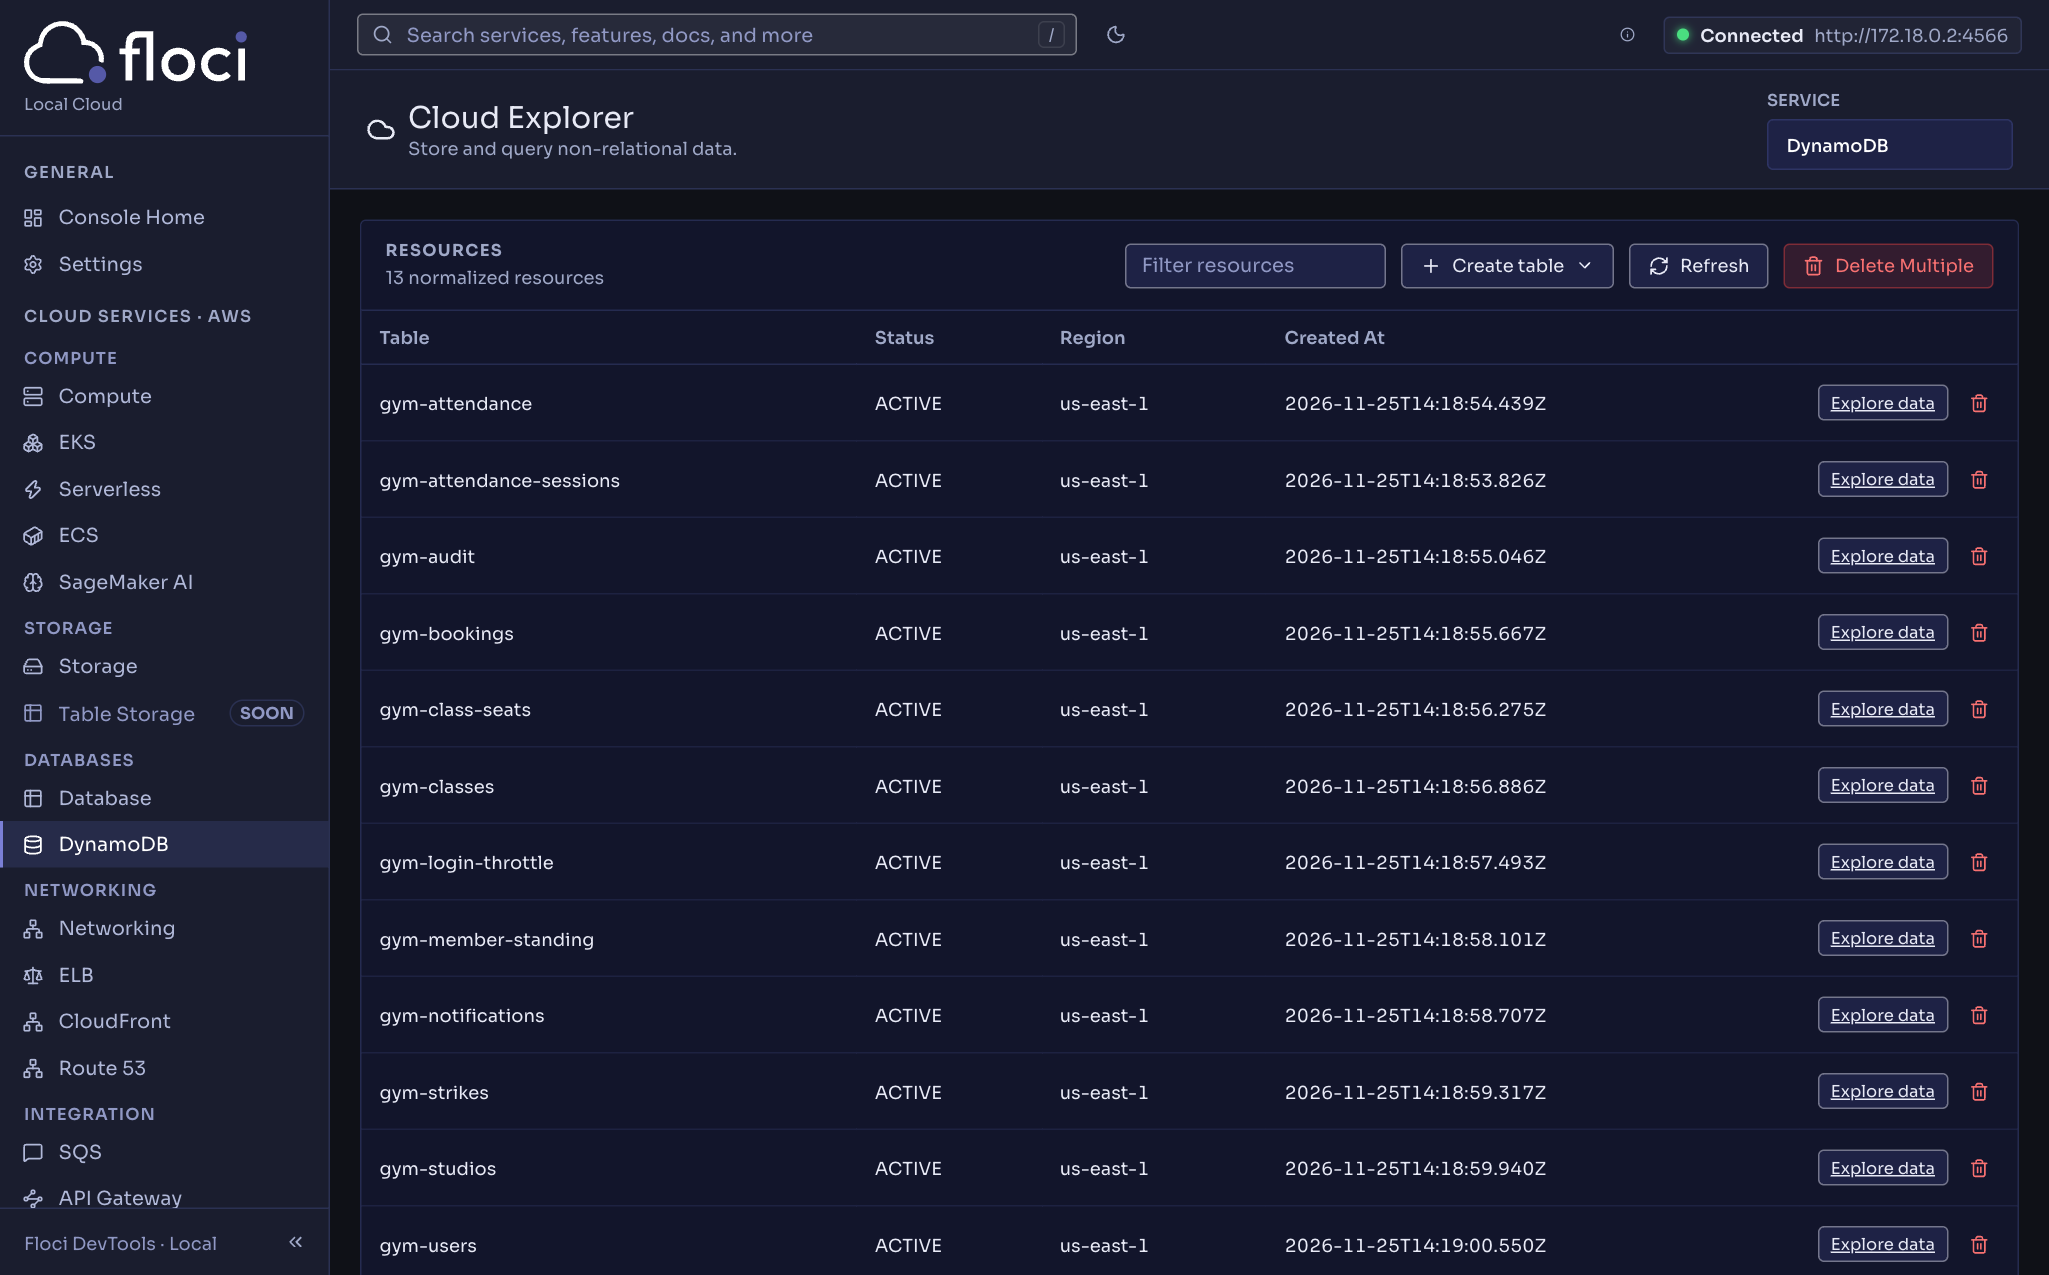 floci
Local Cloud
GENERAL
Console Home
Settings
CLOUD SERVICES · AWS
COMPUTE
Compute
EKS
Serverless
ECS
SageMaker AI
STORAGE
Storage
Table Storage SOON
DATABASES
Database
DynamoDB
NETWORKING
Networking
ELB
CloudFront
Route 53
INTEGRATION
SQS
API Gateway
Floci DevTools · Local «
Search services, features, docs, and more /
Connected http://172.18.0.2:4566
Cloud Explorer
Store and query non-relational data.
SERVICE
DynamoDB
RESOURCES
13 normalized resources
Filter resources + Create table Refresh Delete Multiple
Table Status Region Created At
gym-attendance ACTIVE us-east-1 2026-11-25T14:18:54.439Z Explore data
gym-attendance-sessions ACTIVE us-east-1 2026-11-25T14:18:53.826Z Explore data
gym-audit ACTIVE us-east-1 2026-11-25T14:18:55.046Z Explore data
gym-bookings ACTIVE us-east-1 2026-11-25T14:18:55.667Z Explore data
gym-class-seats ACTIVE us-east-1 2026-11-25T14:18:56.275Z Explore data
gym-classes ACTIVE us-east-1 2026-11-25T14:18:56.886Z Explore data
gym-login-throttle ACTIVE us-east-1 2026-11-25T14:18:57.493Z Explore data
gym-member-standing ACTIVE us-east-1 2026-11-25T14:18:58.101Z Explore data
gym-notifications ACTIVE us-east-1 2026-11-25T14:18:58.707Z Explore data
gym-strikes ACTIVE us-east-1 2026-11-25T14:18:59.317Z Explore data
gym-studios ACTIVE us-east-1 2026-11-25T14:18:59.940Z Explore data
gym-users ACTIVE us-east-1 2026-11-25T14:19:00.550Z Explore data